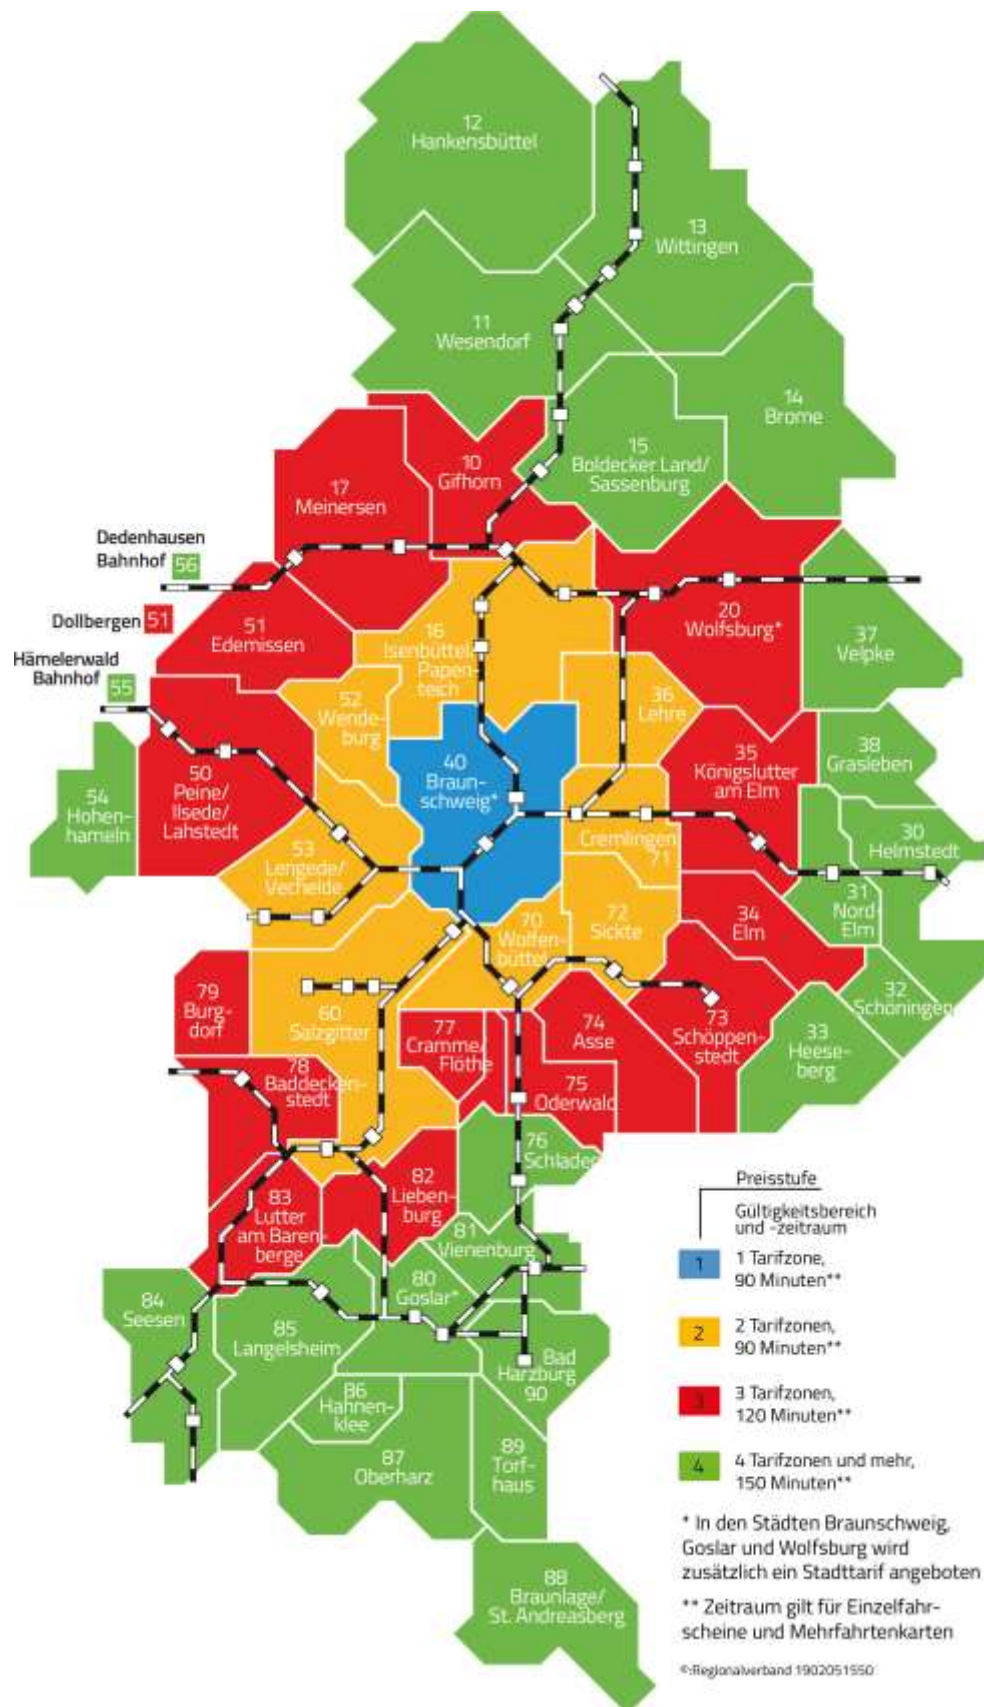 12
Hankensbüttel
13
Wittingen
11
Wesendorf
14
Brome
15
Boldecker Land/
Sassenburg
10
Gifhorn
17
Meinersen
Dedenhausen
Bahnhof 56
Dollbergen 51
51
Edemissen
16
Isenbüttel/
Papen-
teich
20
Wolfsburg*
37
Velpke
Hämelerwald
Bahnhof
55
52
Wende-
burg
36
Lehre
40
Braun-
schweig*
35
Königslutter
am Elm
38
Grasleben
50
Peine/
Ilsede/
Lahstedt
54
Hohen-
hameln
53
Lengede/
Vechelde
Cremlingen
71
30
Helmstedt
31
Nord-
Elm
70
Wolfen-
büttel
72
Sickte
34
Elm
32
Schöningen
79
Burg-
dorf
60
Salzgitter
77
Cramme/
Flöthe
74
Asse
73
Schöppen-
stedt
33
Heese-
berg
78
Baddecken-
stedt
75
Oderwald
76
Schladen
82
Lieben-
burg
83
Lutter
am Baren-
berge
81
Vienenburg
80
Goslar*
84
Seesen
85
Langelsheim
Bad
Harzburg
90
86
Hahnen-
klee
87
Oberharz
89
Torf-
haus
88
Braunlage/
St. Andreasberg
Preisstufe
Gültigkeitsbereich
und -zeitraum
1 1 Tarifzone,
90 Minuten**
2 2 Tarifzonen,
90 Minuten**
3 3 Tarifzonen,
120 Minuten**
4 4 Tarifzonen und mehr,
150 Minuten**
* In den Städten Braunschweig,
Goslar und Wolfsburg wird
zusätzlich ein Stadttarif angeboten
** Zeitraum gilt für Einzelfahr-
scheine und Mehrfahrtenkarten
©Regionalverband 1902051550